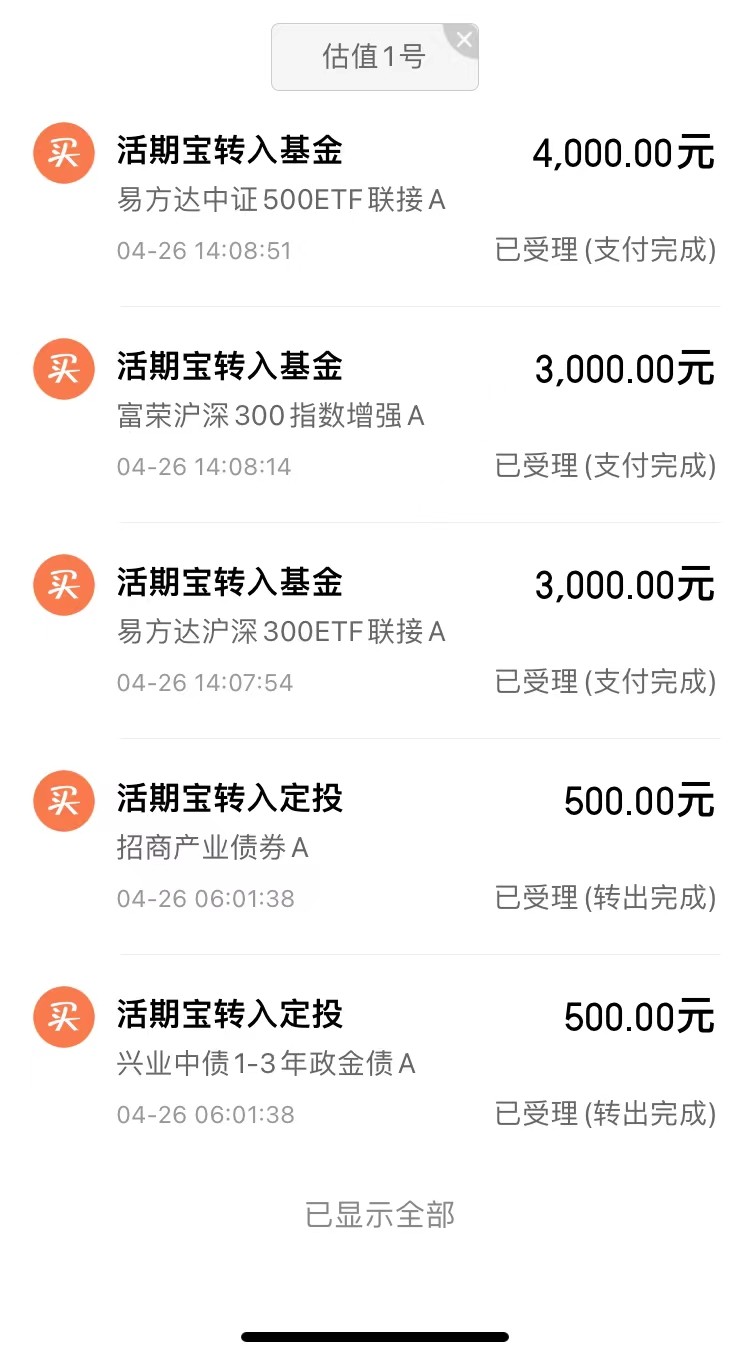 估值1号
买 活期宝转入基金 4,000.00元
易方达中证500ETF联接A
04-26 14:08:51 已受理(支付完成)
买 活期宝转入基金 3,000.00元
富荣沪深300指数增强A
04-26 14:08:14 已受理(支付完成)
买 活期宝转入基金 3,000.00元
易方达沪深300ETF联接A
04-26 14:07:54 已受理(支付完成)
买 活期宝转入定投 500.00元
招商产业债券A
04-26 06:01:38 已受理(转出完成)
买 活期宝转入定投 500.00元
兴业中债1-3年政金债A
04-26 06:01:38 已受理(转出完成)
已显示全部